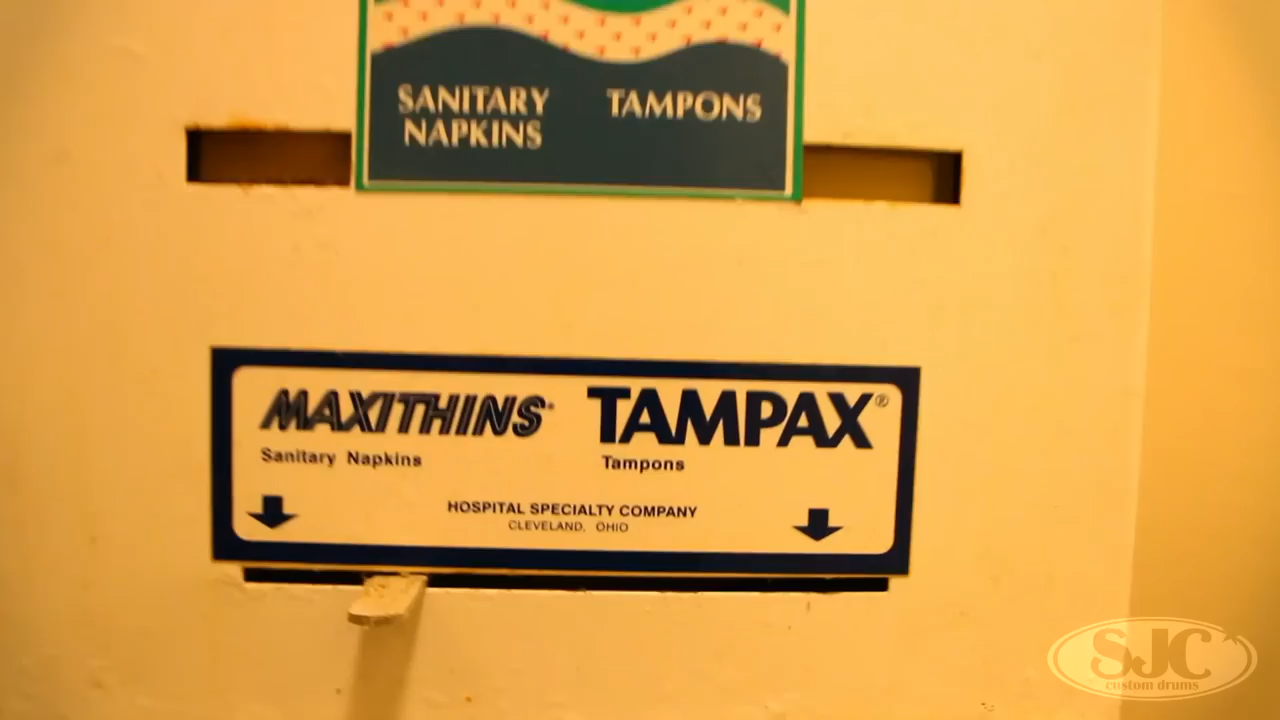 SANITARY NAPKINS
TAMPONS
MAXITHINS
TAMPAX®
Sanitary Napkins
Tampons
HOSPITAL SPECIALTY COMPANY
CLEVELAND, OHIO
SJC
custom drums